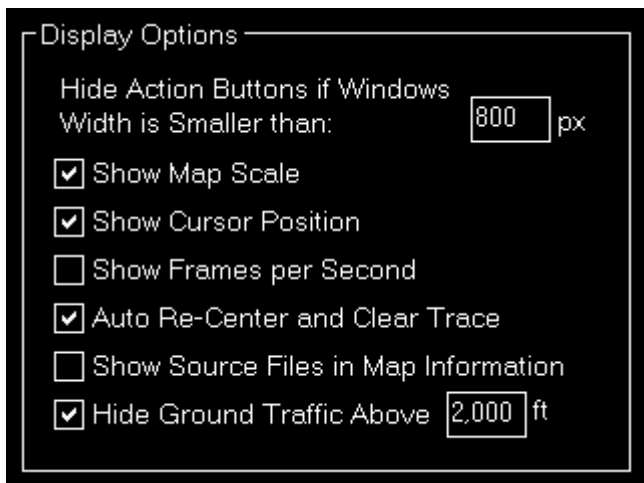 Display Options
Hide Action Buttons if Windows
Width is Smaller than: 800 px
Show Map Scale
Show Cursor Position
Show Frames per Second
Auto Re-Center and Clear Trace
Show Source Files in Map Information
Hide Ground Traffic Above 2,000 ft